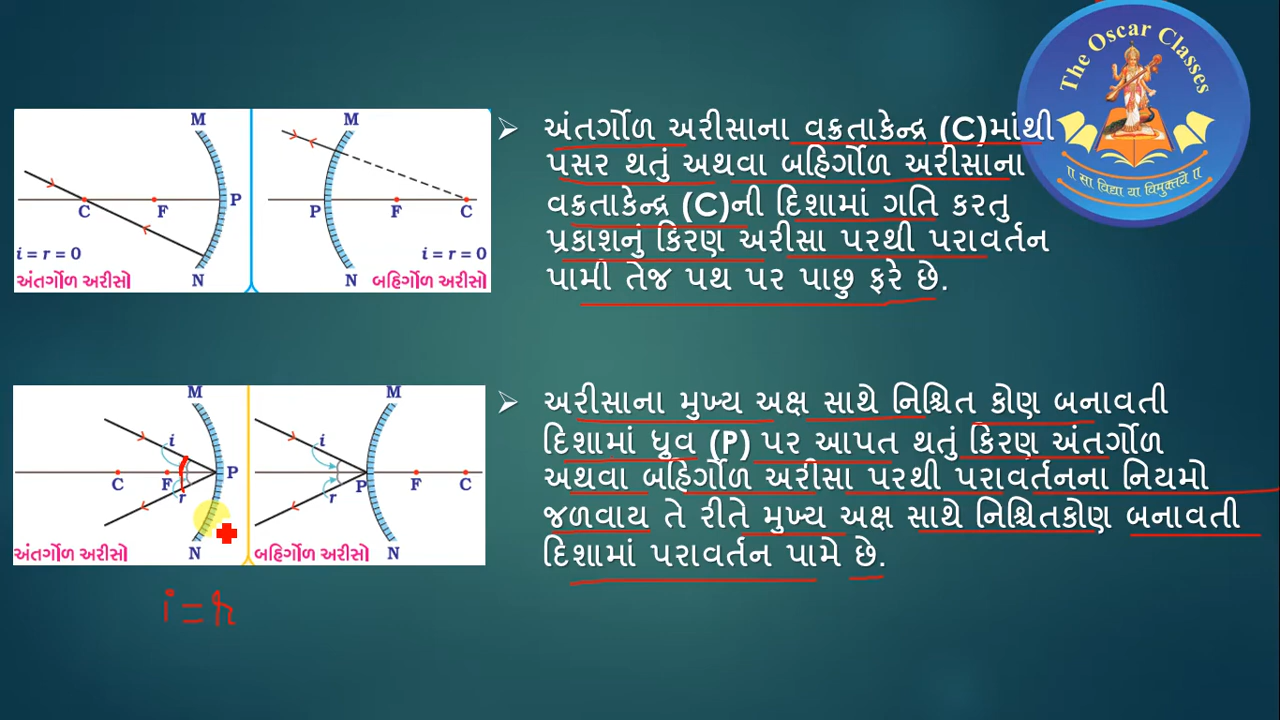 The Oscar Classes
॥ सा विद्या या विमुक्तये ॥
M
M
P
C
F
P
F
C
i = r = 0
N
N
i = r = 0
અંતર્ગોળ અરીસો
બહિર્ગોળ અરીસો
અંતર્ગોળ અરીસાના વક્રતાકેન્દ્ર (C)માંથી
પસર થતું અથવા બહિર્ગોળ અરીસાના
વક્રતાકેન્દ્ર (C)ની દિશામાં ગતિ કરતુ
પ્રકાશનું કિરણ અરીસા પરથી પરાવર્તન
પામી તેજ પથ પર પાછુ ફરે છે.
M
M
i
i
P
C
F
r
r
P
F
C
N
N
અંતર્ગોળ અરીસો
બહિર્ગોળ અરીસો
અરીસાના મુખ્ય અક્ષ સાથે નિશ્ચિત કોણ બનાવતી
દિશામાં ધ્રુવ (P) પર આપત થતું કિરણ અંતર્ગોળ
અથવા બહિર્ગોળ અરીસા પરથી પરાવર્તનના નિયમો
જળવાય તે રીતે મુખ્ય અક્ષ સાથે નિશ્ચિતકોણ બનાવતી
દિશામાં પરાવર્તન પામે છે.
i = r